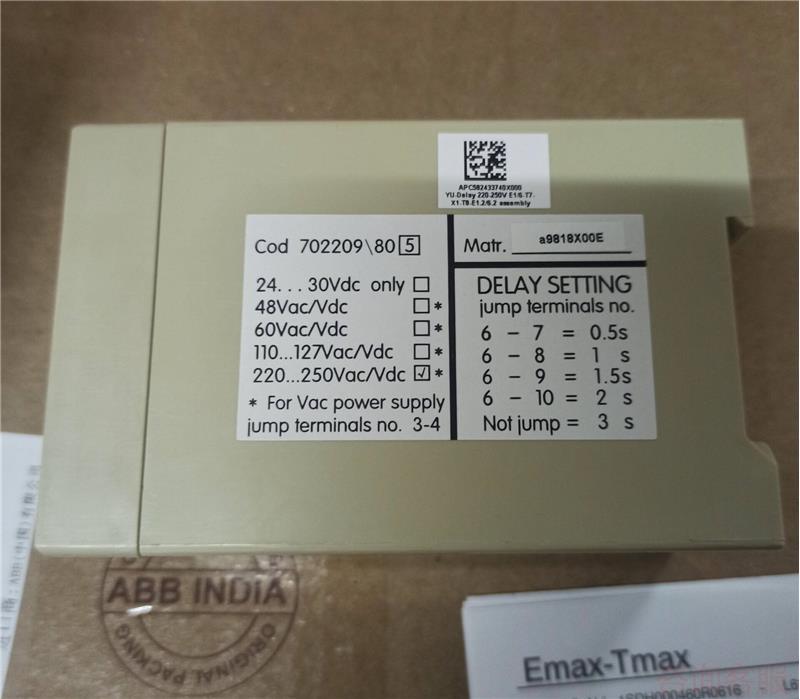 APC582433740X000
YU-Delay 220-250V E1/6-T7-
X1-T8-E1.2/6.2 assembly
Cod 702209\80 5
24...30Vdc only
48Vac/Vdc *
60Vac/Vdc *
110...127Vac/Vdc *
220...250Vac/Vdc √ *
* For Vac power supply
jump terminals no. 3-4
Matr. a9818X00E
DELAY SETTING
jump terminals no.
6 - 7 = 0.5s
6 - 8 = 1 s
6 - 9 = 1.5s
6 - 10 = 2 s
Not jump = 3 s
ABB INDIA
ORIGINAL PACKING
Emax-Tmax
1SDH000460R0616